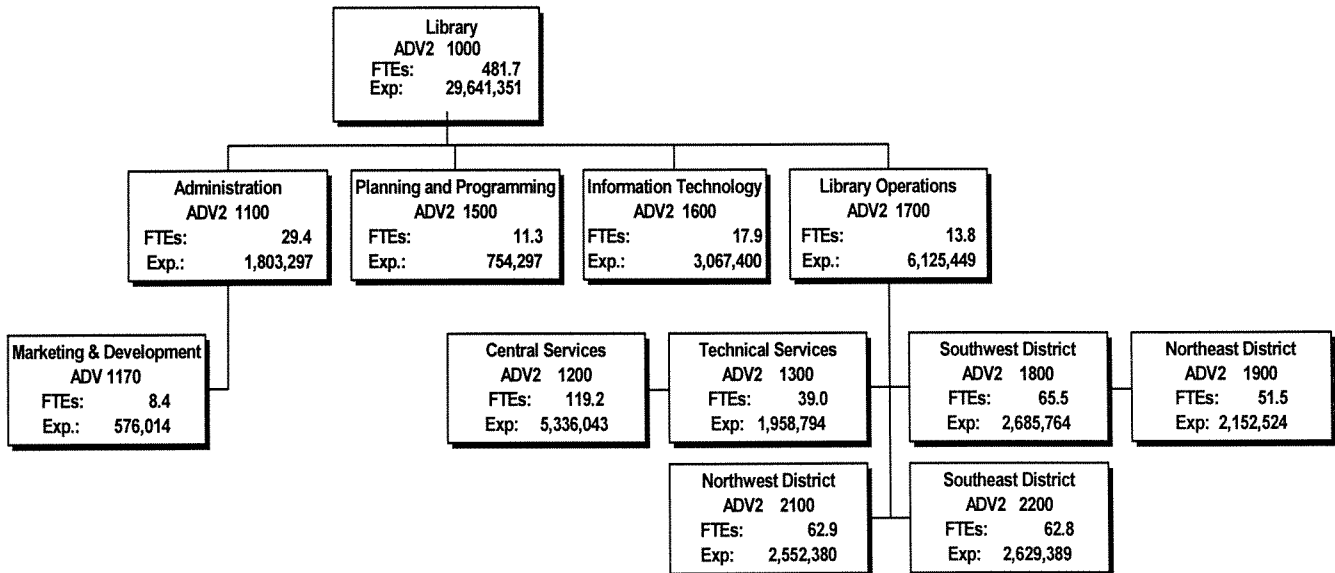 Library
ADV2 1000
FTEs: 481.7
Exp: 29,641,351
Administration
ADV2 1100
FTEs: 29.4
Exp.: 1,803,297
Planning and Programming
ADV2 1500
FTEs: 11.3
Exp.: 754,297
Information Technology
ADV2 1600
FTEs: 17.9
Exp.: 3,067,400
Library Operations
ADV2 1700
FTEs: 13.8
Exp.: 6,125,449
Marketing & Development
ADV 1170
FTEs: 8.4
Exp.: 576,014
Central Services
ADV2 1200
FTEs: 119.2
Exp: 5,336,043
Technical Services
ADV2 1300
FTEs: 39.0
Exp: 1,958,794
Southwest District
ADV2 1800
FTEs: 65.5
Exp: 2,685,764
Northeast District
ADV2 1900
FTEs: 51.5
Exp: 2,152,524
Northwest District
ADV2 2100
FTEs: 62.9
Exp: 2,552,380
Southeast District
ADV2 2200
FTEs: 62.8
Exp: 2,629,389